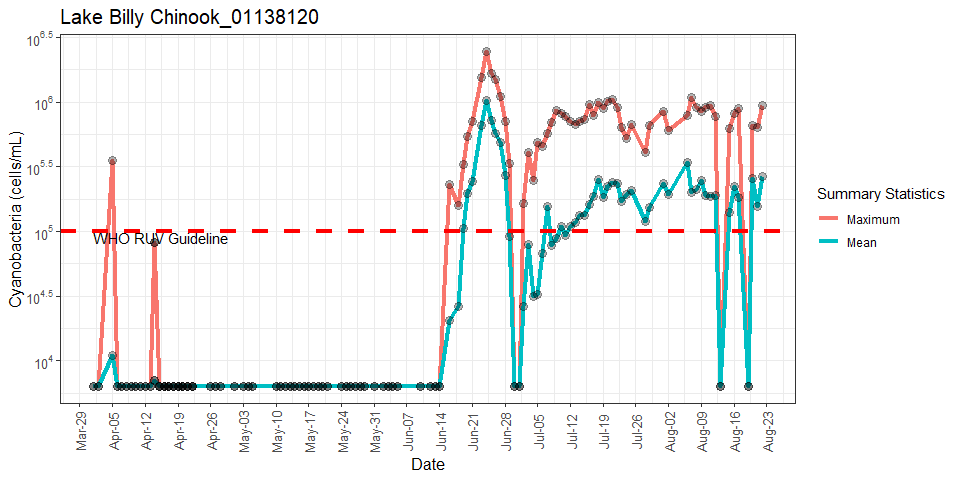 Lake Billy Chinook_01138120
Cyanobacteria (cells/mL)
10^6.5
10^6
10^5.5
10^5
10^4.5
10^4
WHO RUV Guideline
Mar-29 Apr-05 Apr-12 Apr-19 Apr-26 May-03 May-10 May-17 May-24 May-31 Jun-07 Jun-14 Jun-21 Jun-28 Jul-05 Jul-12 Jul-19 Jul-26 Aug-02 Aug-09 Aug-16 Aug-23
Date
Summary Statistics
Maximum
Mean